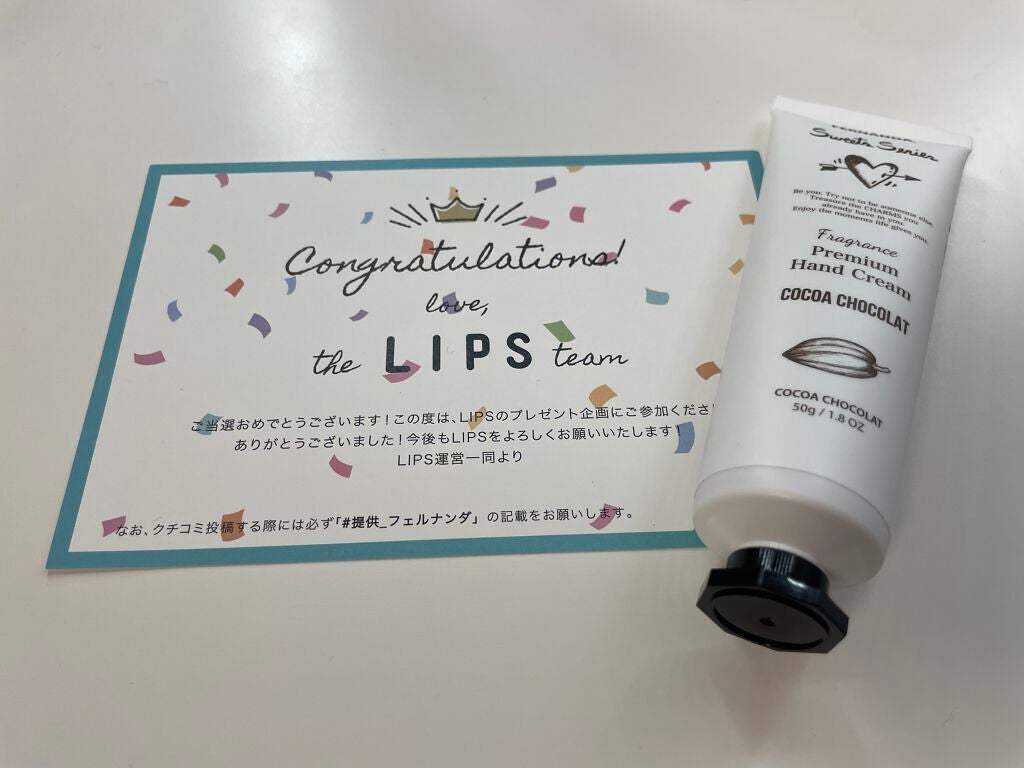 Congratulations!
love,
the LIPS team
ご当選おめでとうございます！この度は、LIPSのプレゼント企画にご参加くださ
ありがとうございました！今後もLIPSをよろしくお願いいたします！
LIPS運営一同より
なお、クチコミ投稿する際には必ず「#提供_フェルナンダ」の記載をお願いします。
FERNANDA
Sweets Series
Be you. Try not to be someone else.
Treasure the CHARMS you
already have in you.
Enjoy the moments life gives you.
Fragrance
Premium
Hand Cream
COCOA CHOCOLAT
COCOA CHOCOLAT
50g / 1.8 OZ